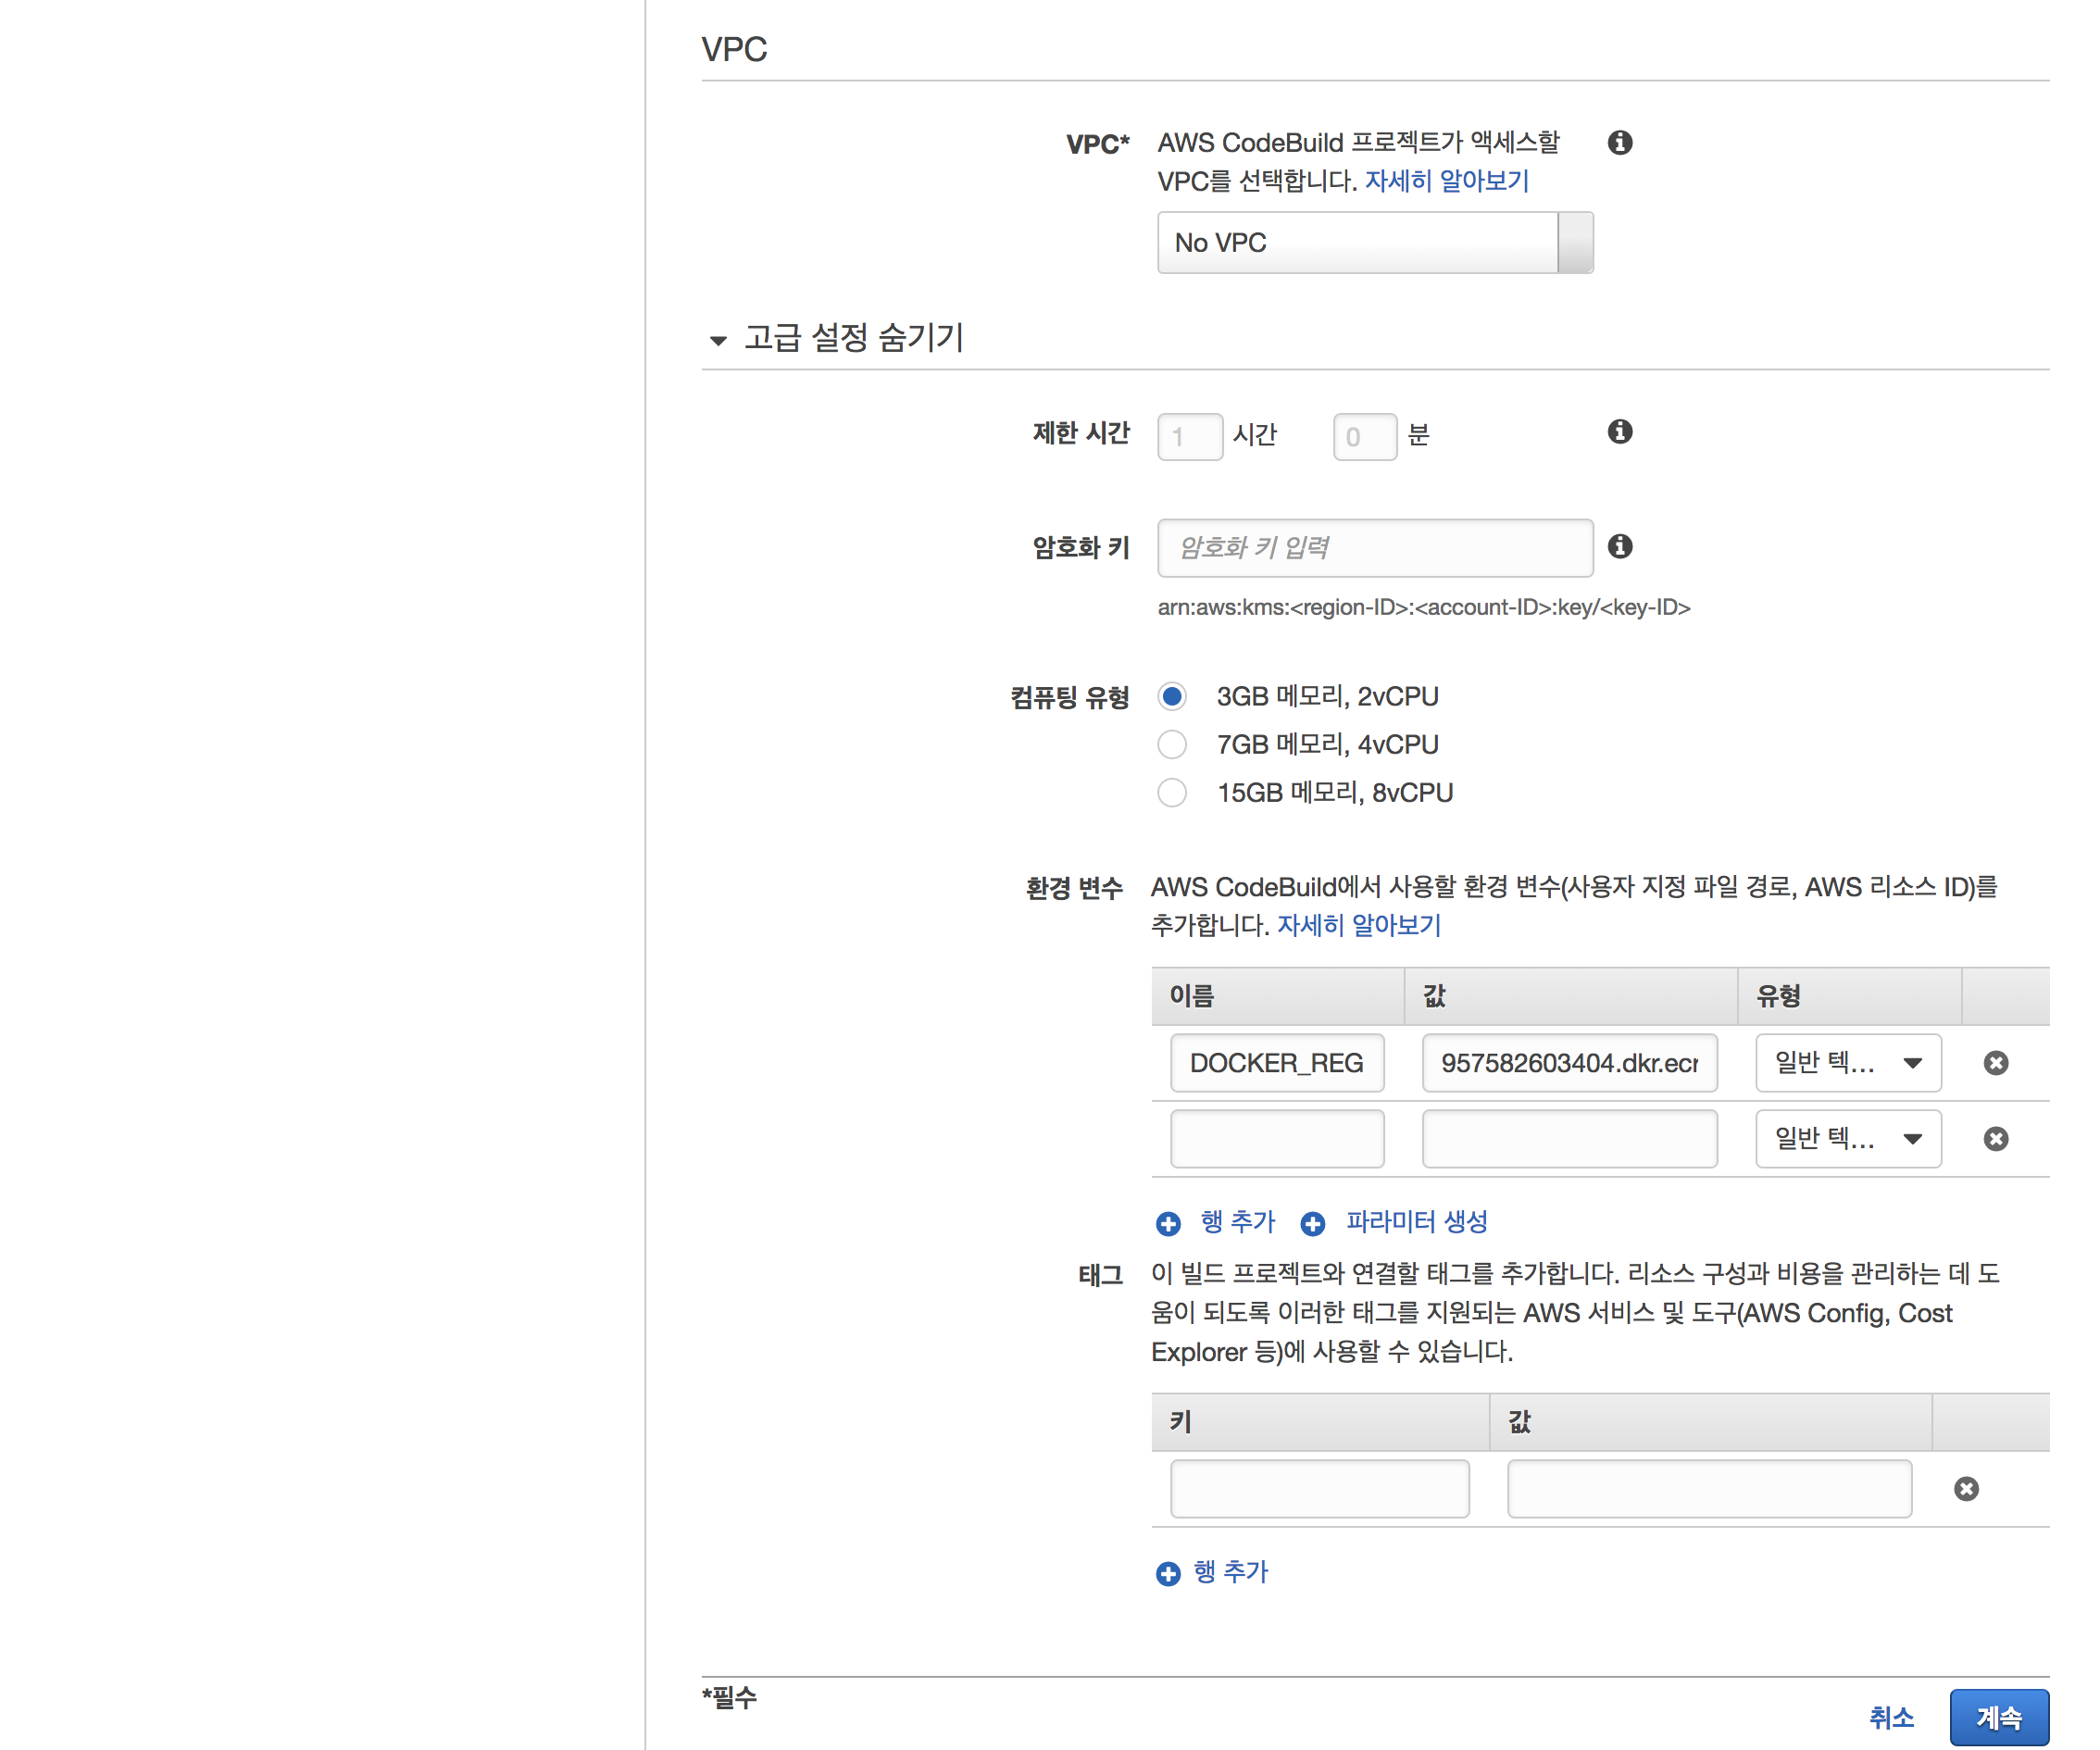 VPC
VPC* AWS CodeBuild 프로젝트가 액세스할
VPC를 선택합니다. 자세히 알아보기
No VPC
고급 설정 숨기기
제한 시간 1 시간 0 분
암호화 키 암호화 키 입력
arn:aws:kms:<region-ID>:<account-ID>:key/<key-ID>
컴퓨팅 유형 3GB 메모리, 2vCPU
7GB 메모리, 4vCPU
15GB 메모리, 8vCPU
환경 변수 AWS CodeBuild에서 사용할 환경 변수(사용자 지정 파일 경로, AWS 리소스 ID)를
추가합니다. 자세히 알아보기
이름 값 유형
DOCKER_REG 957582603404.dkr.ecr 일반 텍...
일반 텍...
행 추가 파라미터 생성
태그 이 빌드 프로젝트와 연결할 태그를 추가합니다. 리소스 구성과 비용을 관리하는 데 도
움이 되도록 이러한 태그를 지원되는 AWS 서비스 및 도구(AWS Config, Cost
Explorer 등)에 사용할 수 있습니다.
키 값
행 추가
*필수
취소 계속